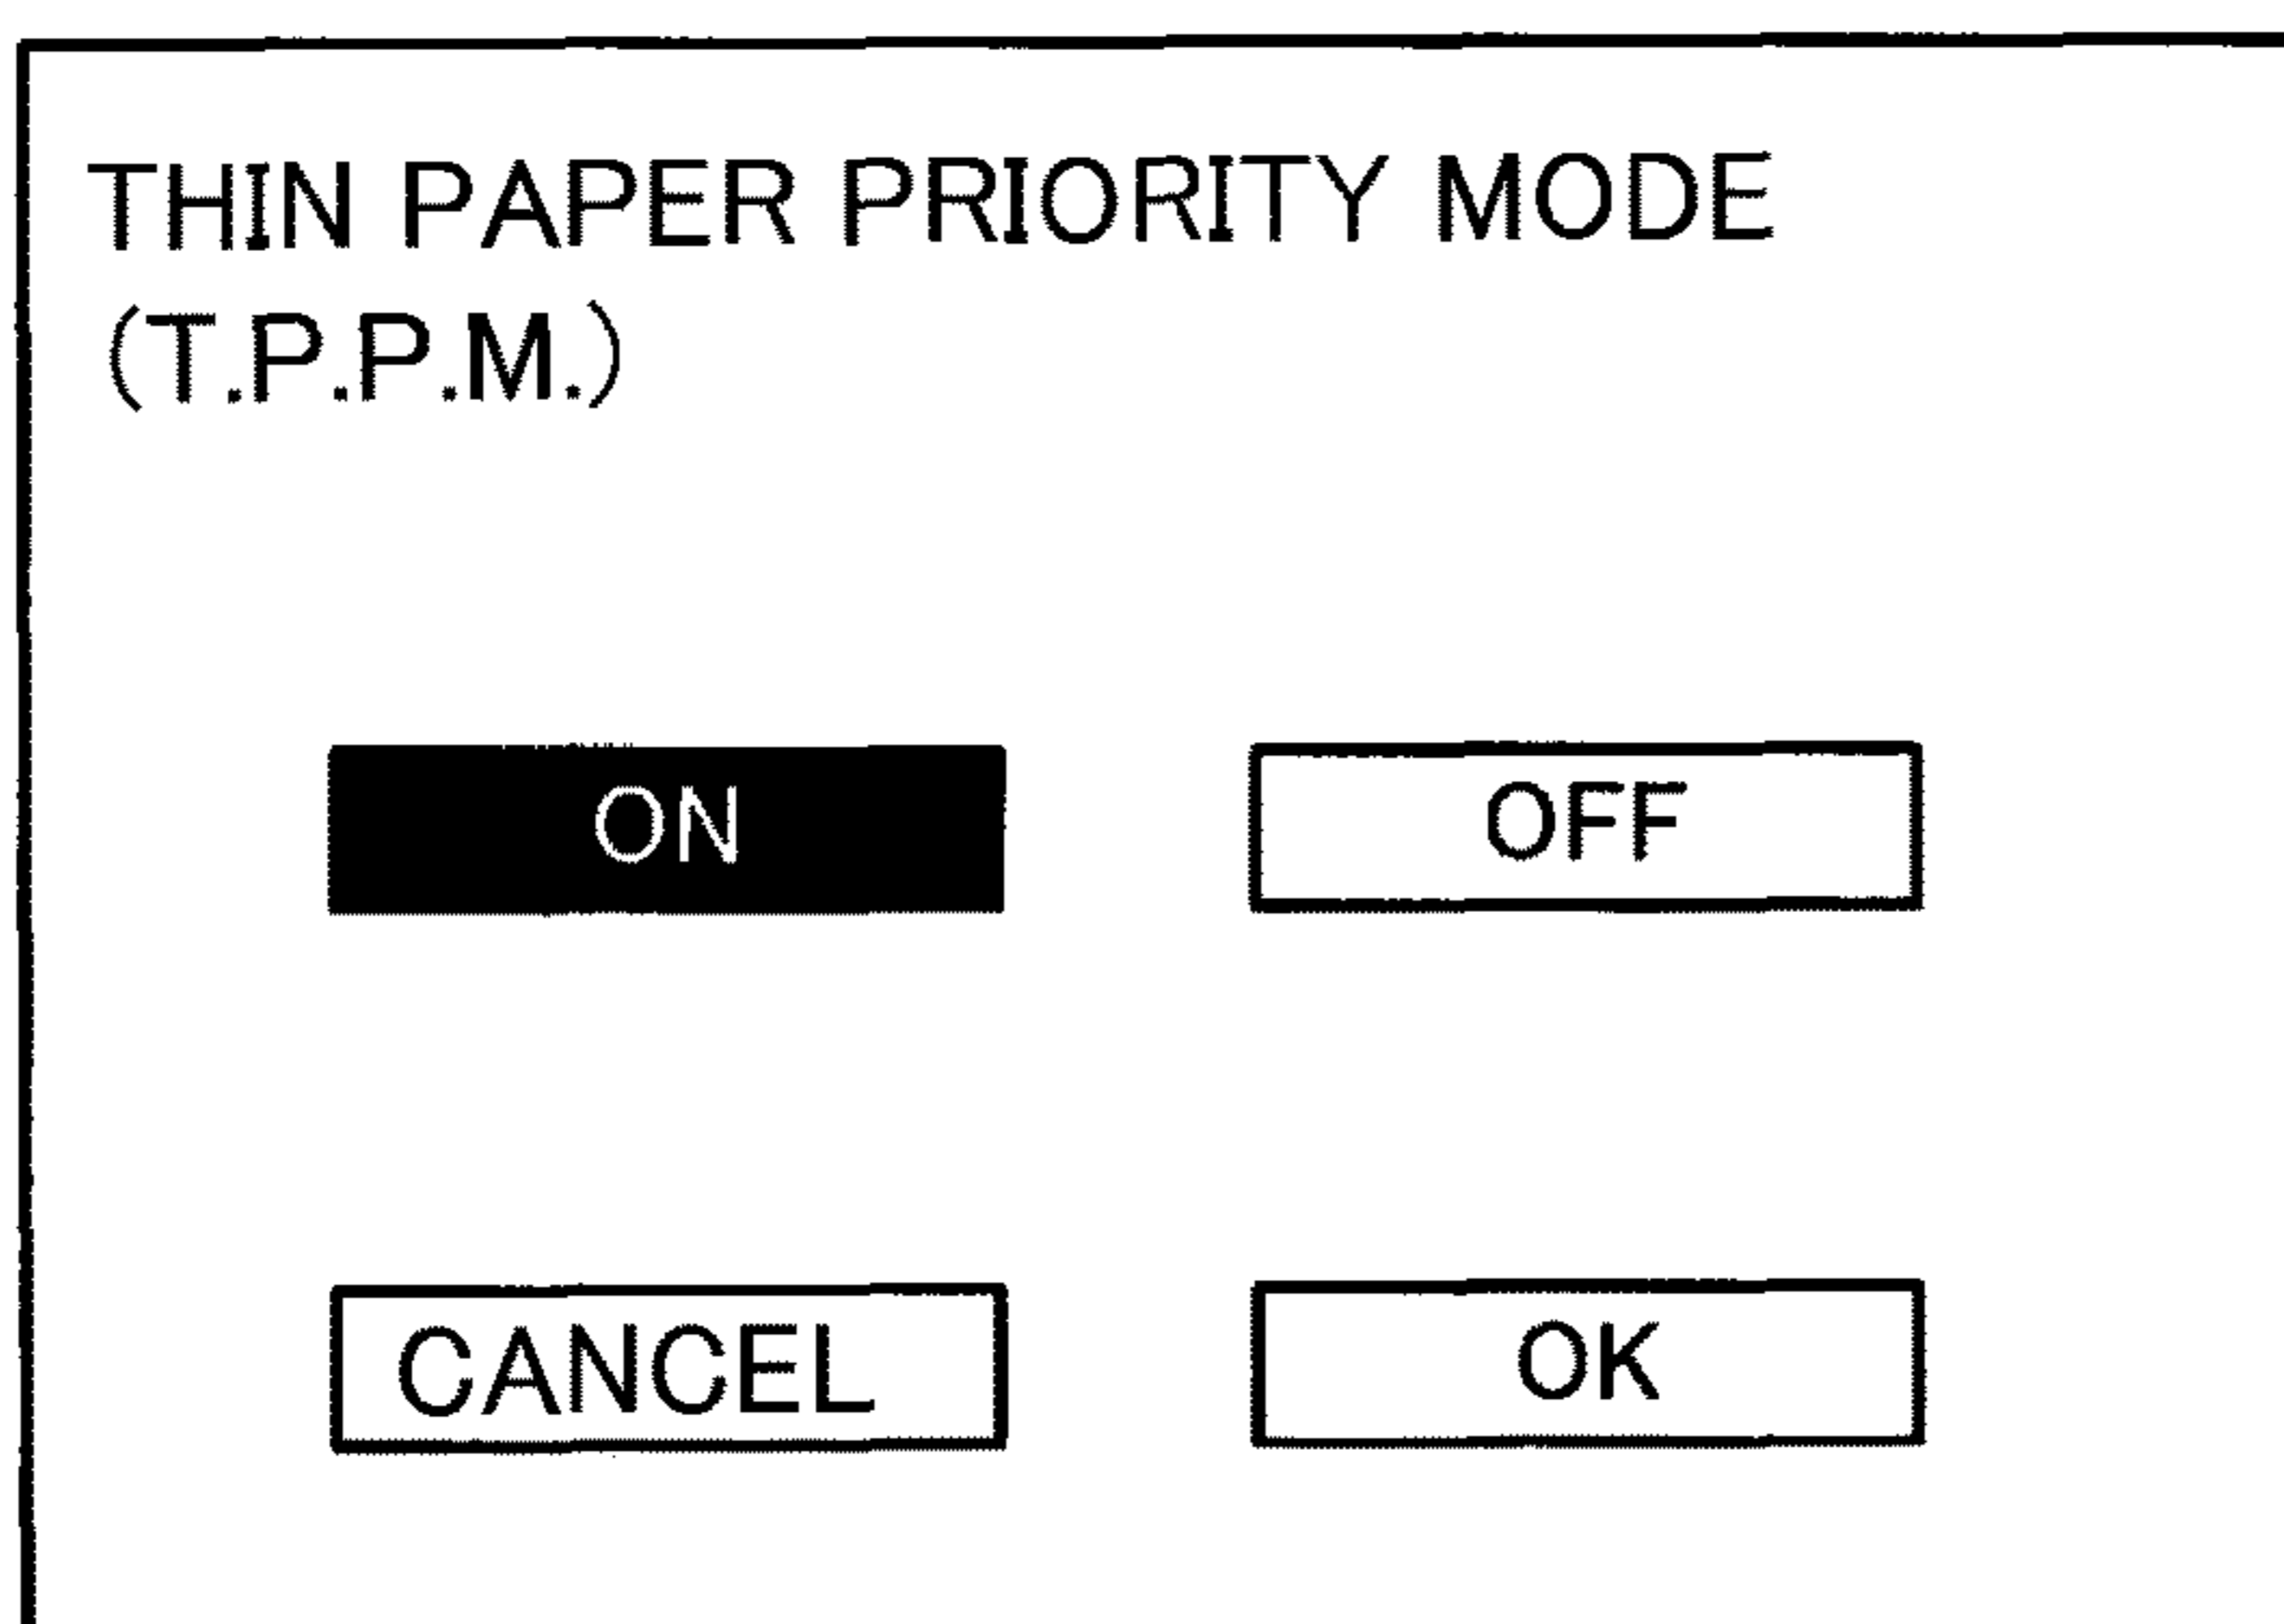 THIN PAPER PRIORITY MODE
(T.P.P.M.)
ON
OFF
CANCEL
OK